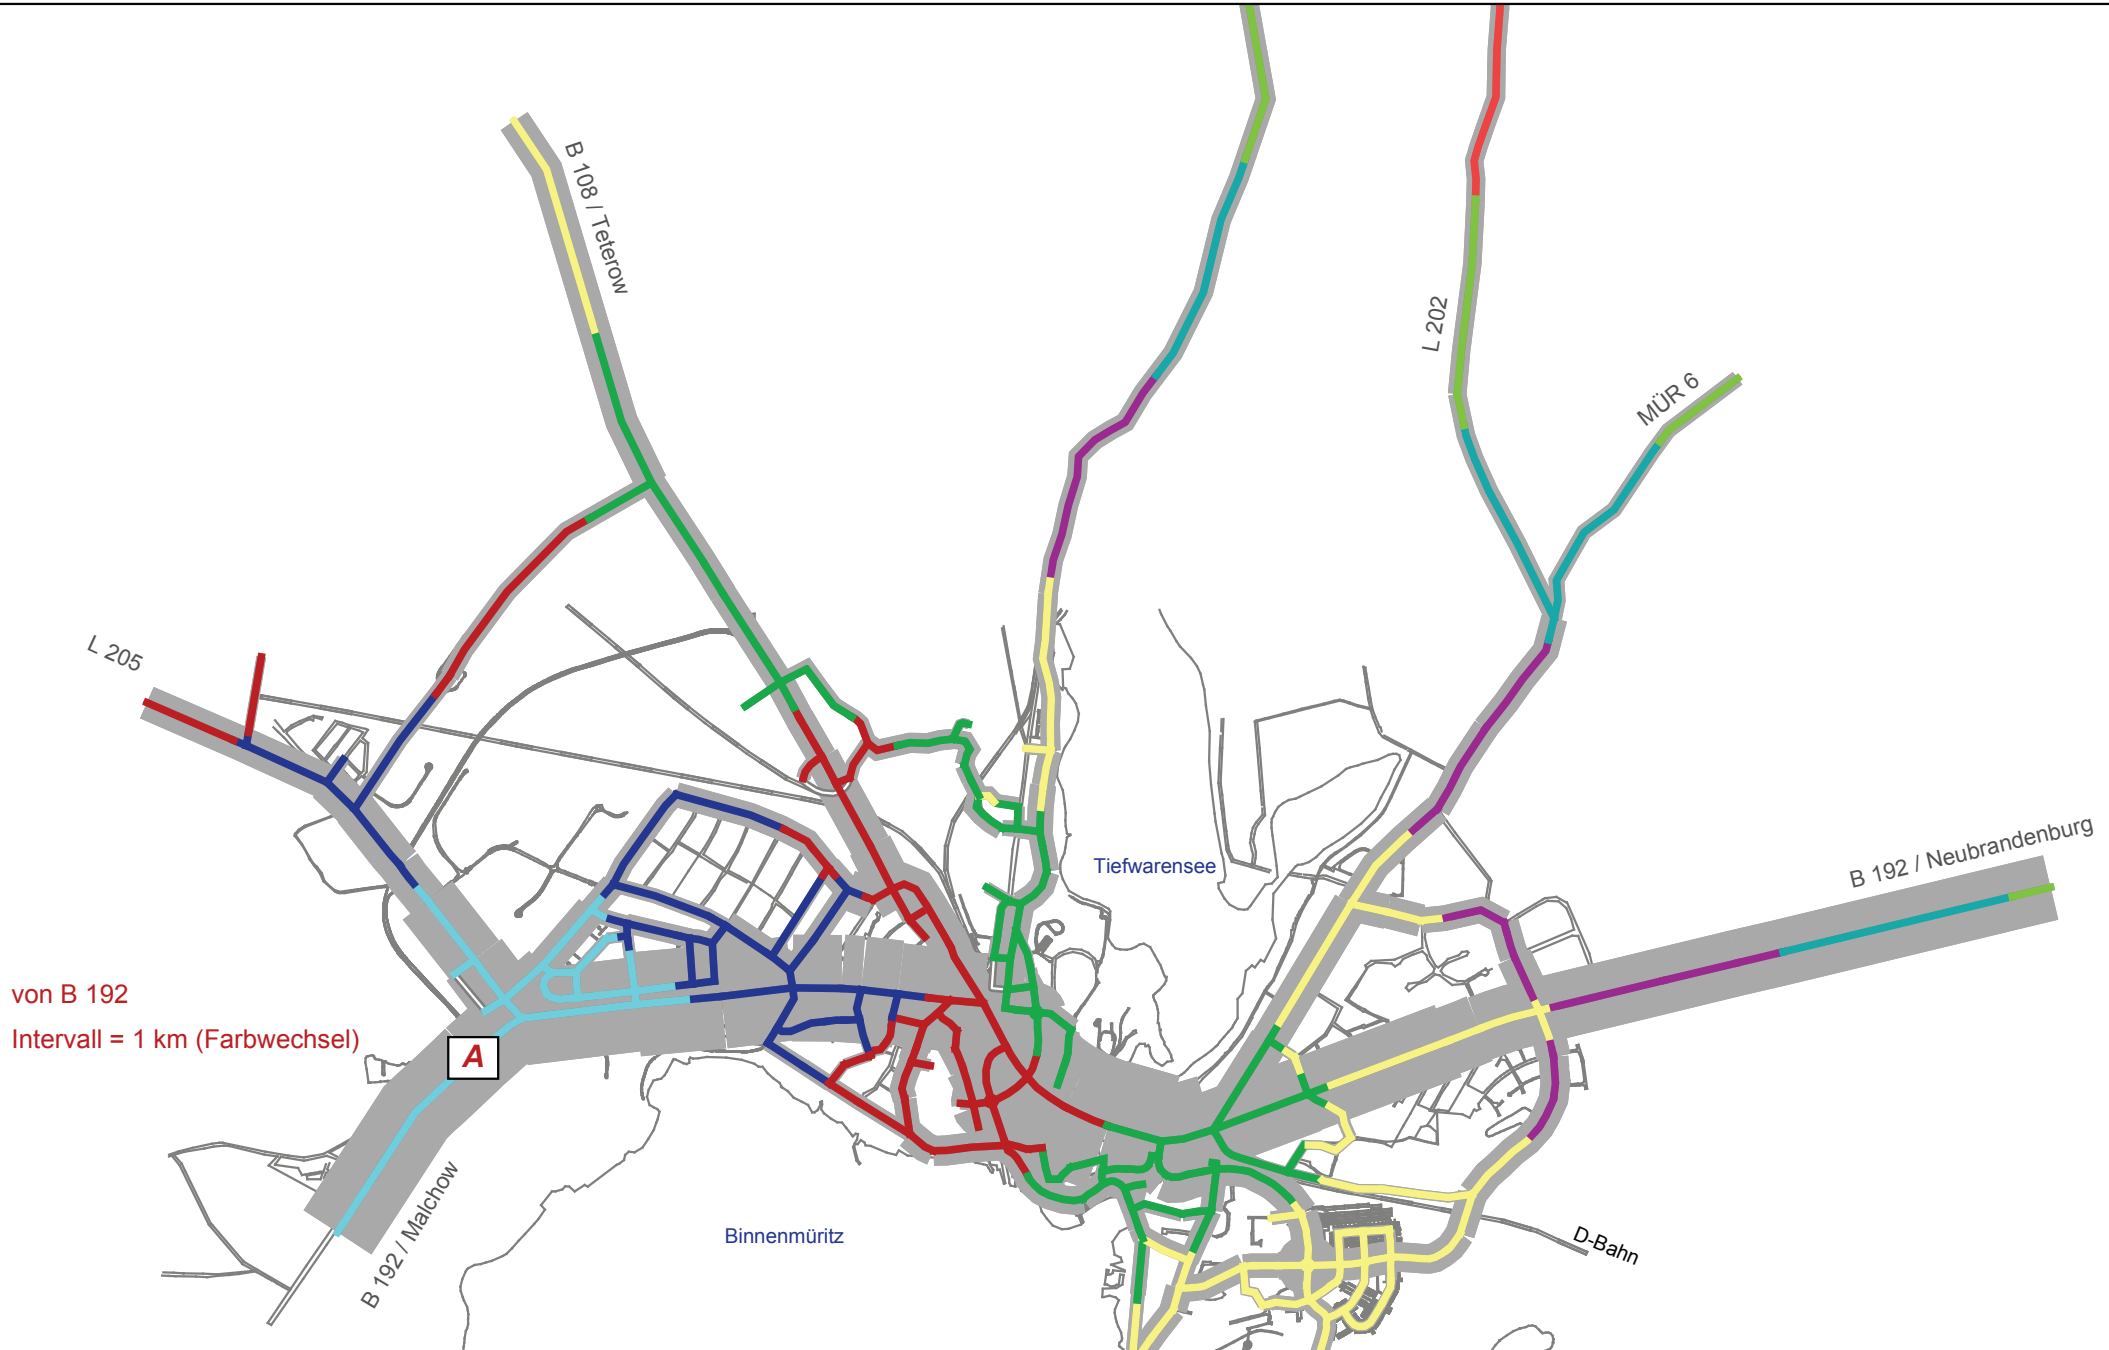 B 108 / Teterow
L 202
MÜR 6
L 205
Tiefwarensee
B 192 / Neubrandenburg
von B 192
Intervall = 1 km (Farbwechsel)
A
B 192 / Malchow
Binnenmüritz
D-Bahn